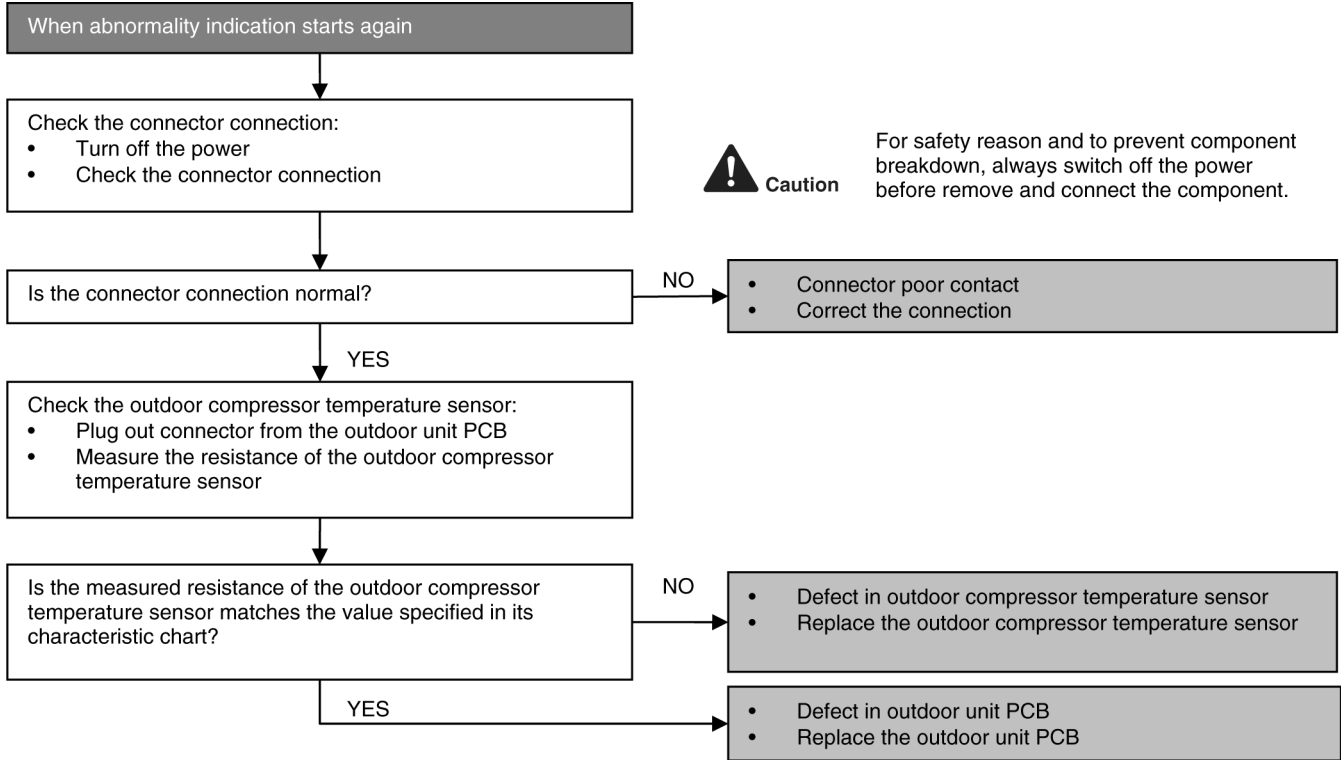 When abnormality indication starts again
Check the connector connection:
• Turn off the power
• Check the connector connection
Caution
For safety reason and to prevent component
breakdown, always switch off the power
before remove and connect the component.
Is the connector connection normal?
NO
• Connector poor contact
• Correct the connection
YES
Check the outdoor compressor temperature sensor:
• Plug out connector from the outdoor unit PCB
• Measure the resistance of the outdoor compressor
temperature sensor
Is the measured resistance of the outdoor compressor
temperature sensor matches the value specified in its
characteristic chart?
NO
• Defect in outdoor compressor temperature sensor
• Replace the outdoor compressor temperature sensor
YES
• Defect in outdoor unit PCB
• Replace the outdoor unit PCB